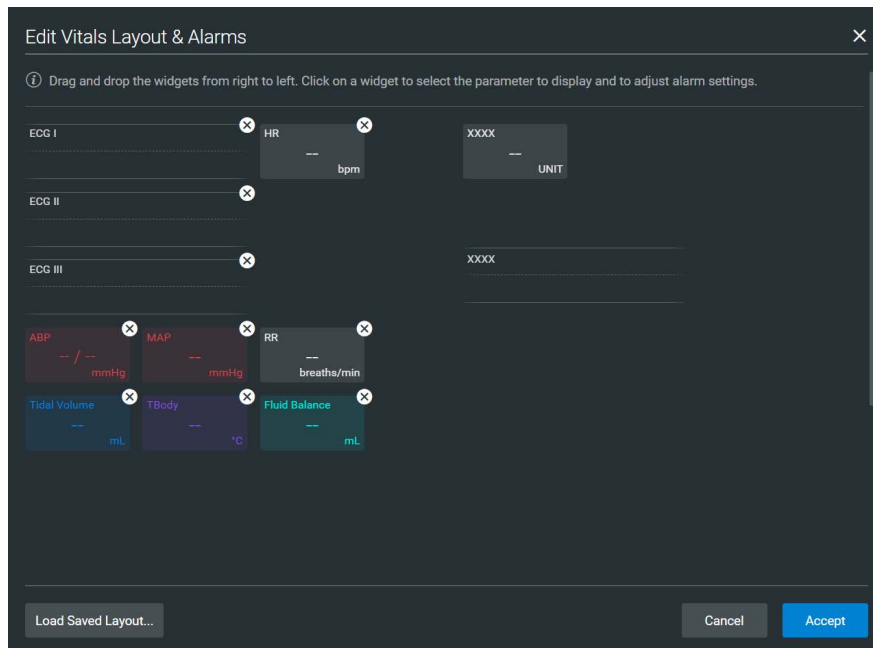 Edit Vitals Layout & Alarms
Drag and drop the widgets from right to left. Click on a widget to select the parameter to display and to adjust alarm settings.
ECG I
HR
--
bpm
XXXX
--
UNIT
ECG II
ECG III
XXXX
ABP
-- / --
mmHg
MAP
--
mmHg
RR
--
breaths/min
Tidal Volume
--
mL
TBody
--
°C
Fluid Balance
--
mL
Load Saved Layout...
Cancel
Accept